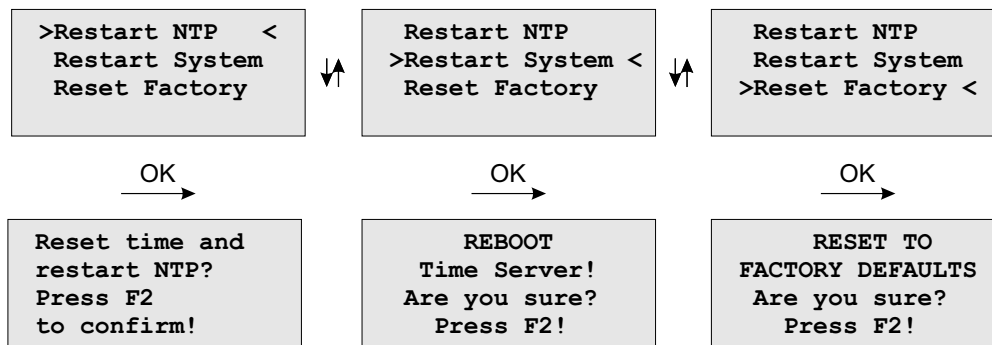 >Restart NTP <
Restart System
Reset Factory
Restart NTP
>Restart System <
Reset Factory
Restart NTP
Restart System
>Reset Factory <
OK
OK
OK
Reset time and
restart NTP?
Press F2
to confirm!
REBOOT
Time Server!
Are you sure?
Press F2!
RESET TO
FACTORY DEFAULTS
Are you sure?
Press F2!